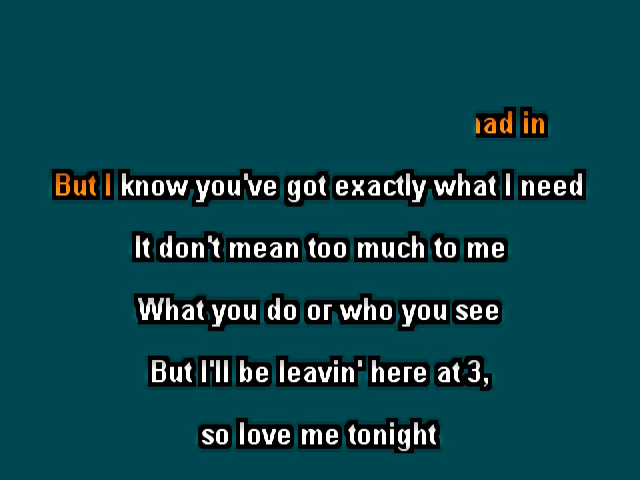 in
But I know you've got exactly what I need
It don't mean too much to me
What you do or who you see
But I'll be leavin' here at 3,
so love me tonight